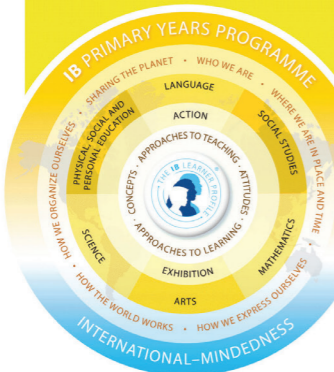 IB PRIMARY YEARS PROGRAMME
SHARING THE PLANET • WHO WE ARE • WHERE WE ARE IN PLACE AND TIME •
HOW WE EXPRESS OURSELVES • HOW THE WORLD WORKS • HOW WE ORGANIZE OURSELVES •
LANGUAGE
SOCIAL STUDIES
MATHEMATICS
ARTS
SCIENCE
PHYSICAL, SOCIAL AND
PERSONAL EDUCATION
ACTION
EXHIBITION
APPROACHES TO TEACHING •
ATTITUDES •
APPROACHES TO LEARNING •
CONCEPTS •
THE IB LEARNER PROFILE
INTERNATIONAL–MINDEDNESS